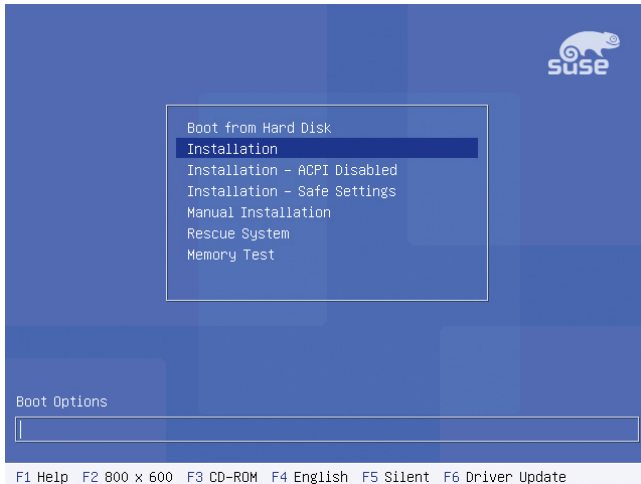 suse
Boot from Hard Disk
Installation
Installation – ACPI Disabled
Installation – Safe Settings
Manual Installation
Rescue System
Memory Test
Boot Options
F1 Help F2 800 x 600 F3 CD-ROM F4 English F5 Silent F6 Driver Update